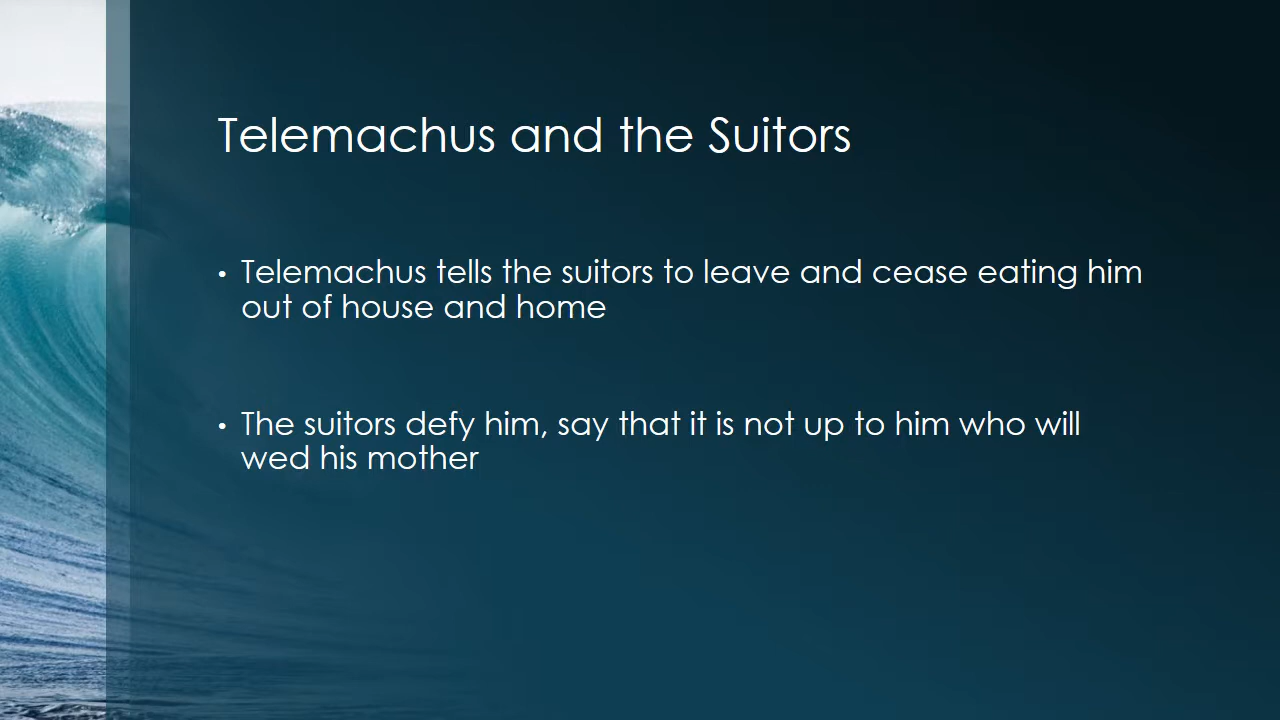 Telemachus and the Suitors
• Telemachus tells the suitors to leave and cease eating him
out of house and home
• The suitors defy him, say that it is not up to him who will
wed his mother